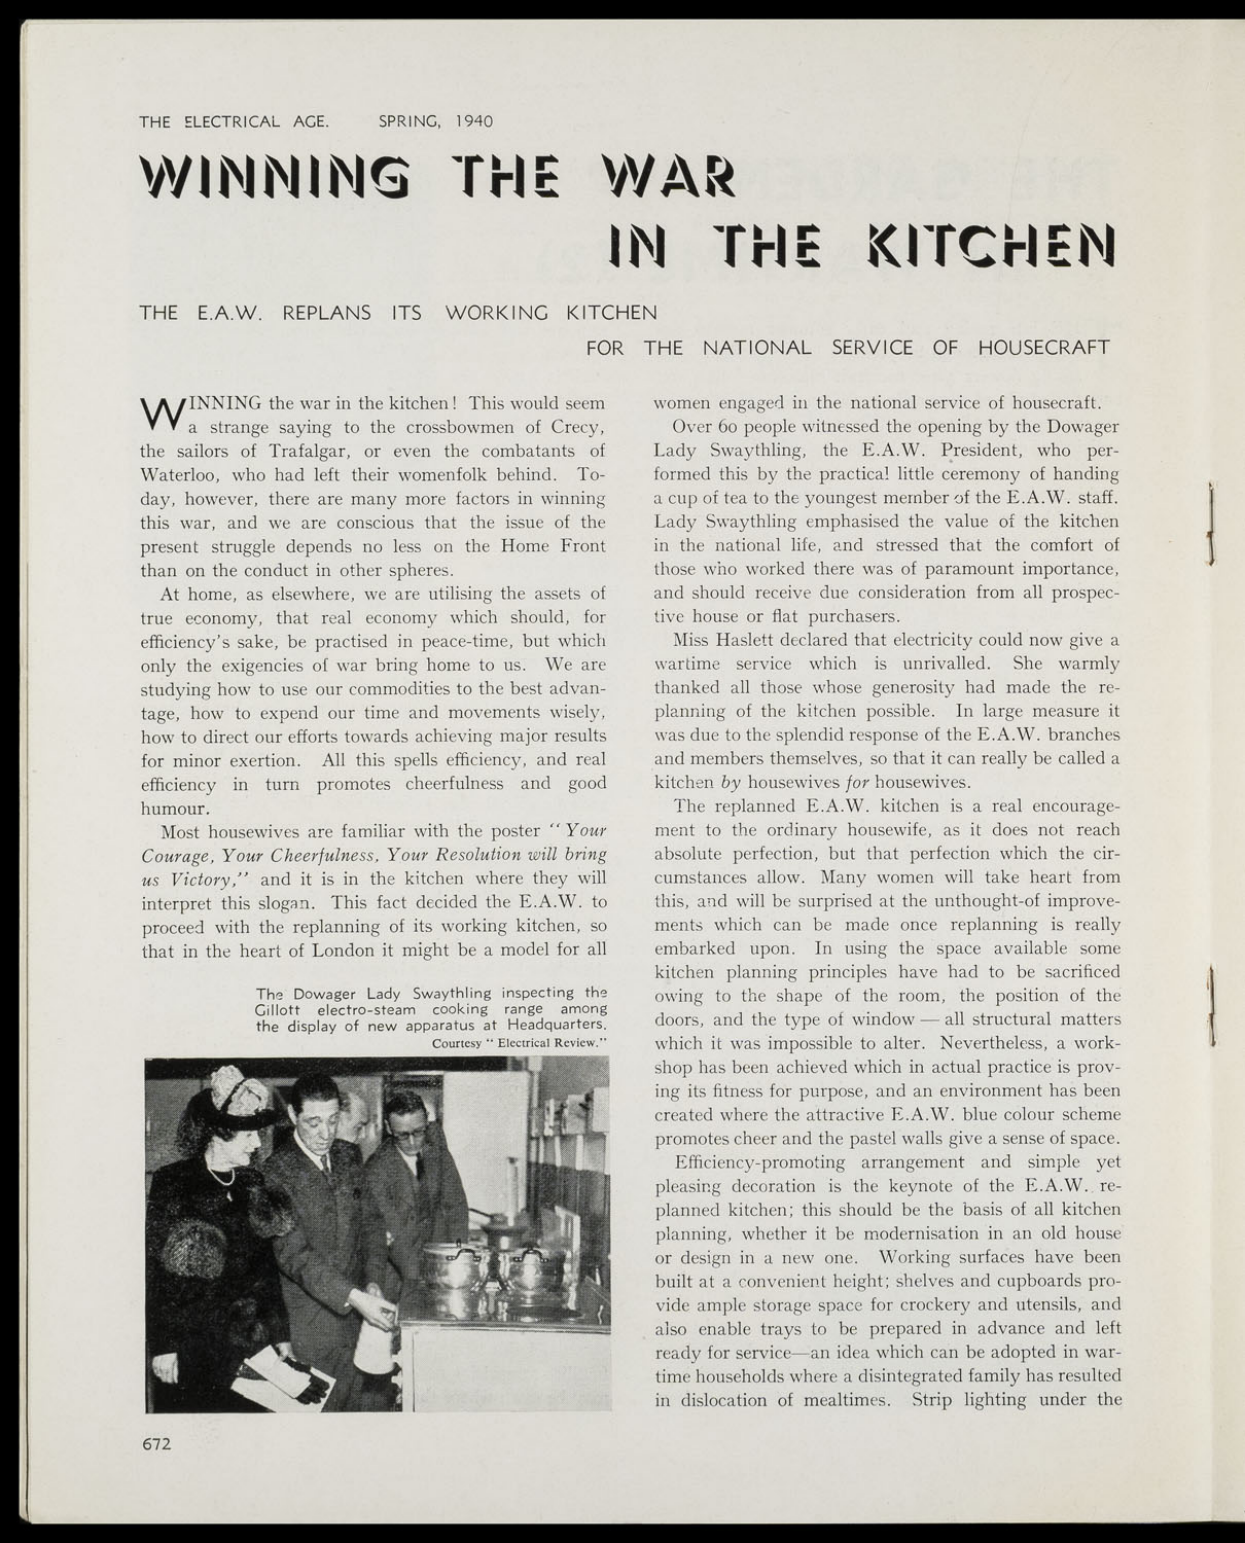 THE ELECTRICAL AGE. SPRING, 1940
WINNING THE WAR
IN THE KITCHEN
THE E.A.W. REPLANS ITS WORKING KITCHEN
FOR THE NATIONAL SERVICE OF HOUSECRAFT
WINNING the war in the kitchen! This would seem
a strange saying to the crossbowmen of Crecy,
the sailors of Trafalgar, or even the combatants of
Waterloo, who had left their womenfolk behind. To-
day, however, there are many more factors in winning
this war, and we are conscious that the issue of the
present struggle depends no less on the Home Front
than on the conduct in other spheres.
At home, as elsewhere, we are utilising the assets of
true economy, that real economy which should, for
efficiency's sake, be practised in peace-time, but which
only the exigencies of war bring home to us. We are
studying how to use our commodities to the best advan-
tage, how to expend our time and movements wisely,
how to direct our efforts towards achieving major results
for minor exertion. All this spells efficiency, and real
efficiency in turn promotes cheerfulness and good
humour.
Most housewives are familiar with the poster "Your
Courage, Your Cheerfulness, Your Resolution will bring
us Victory," and it is in the kitchen where they will
interpret this slogan. This fact decided the E.A.W. to
proceed with the replanning of its working kitchen, so
that in the heart of London it might be a model for all
The Dowager Lady Swaythling inspecting the
Gillott electro-steam cooking range among
the display of new apparatus at Headquarters.
Courtesy "Electrical Review."
672
women engaged in the national service of housecraft.
Over 60 people witnessed the opening by the Dowager
Lady Swaythling, the E.A.W. President, who per-
formed this by the practical little ceremony of handing
a cup of tea to the youngest member of the E.A.W. staff.
Lady Swaythling emphasised the value of the kitchen
in the national life, and stressed that the comfort of
those who worked there was of paramount importance,
and should receive due consideration from all prospec-
tive house or flat purchasers.
Miss Haslett declared that electricity could now give a
wartime service which is unrivalled. She warmly
thanked all those whose generosity had made the re-
planning of the kitchen possible. In large measure it
was due to the splendid response of the E.A.W. branches
and members themselves, so that it can really be called a
kitchen by housewives for housewives.
The replanned E.A.W. kitchen is a real encourage-
ment to the ordinary housewife, as it does not reach
absolute perfection, but that perfection which the cir-
cumstances allow. Many women will take heart from
this, and will be surprised at the unthought-of improve-
ments which can be made once replanning is really
embarked upon. In using the space available some
kitchen planning principles have had to be sacrificed
owing to the shape of the room, the position of the
doors, and the type of window — all structural matters
which it was impossible to alter. Nevertheless, a work-
shop has been achieved which in actual practice is prov-
ing its fitness for purpose, and an environment has been
created where the attractive E.A.W. blue colour scheme
promotes cheer and the pastel walls give a sense of space.
Efficiency-promoting arrangement and simple yet
pleasing decoration is the keynote of the E.A.W. re-
planned kitchen; this should be the basis of all kitchen
planning, whether it be modernisation in an old house
or design in a new one. Working surfaces have been
built at a convenient height; shelves and cupboards pro-
vide ample storage space for crockery and utensils, and
also enable trays to be prepared in advance and left
ready for service—an idea which can be adopted in war-
time households where a disintegrated family has resulted
in dislocation of mealtimes. Strip lighting under the